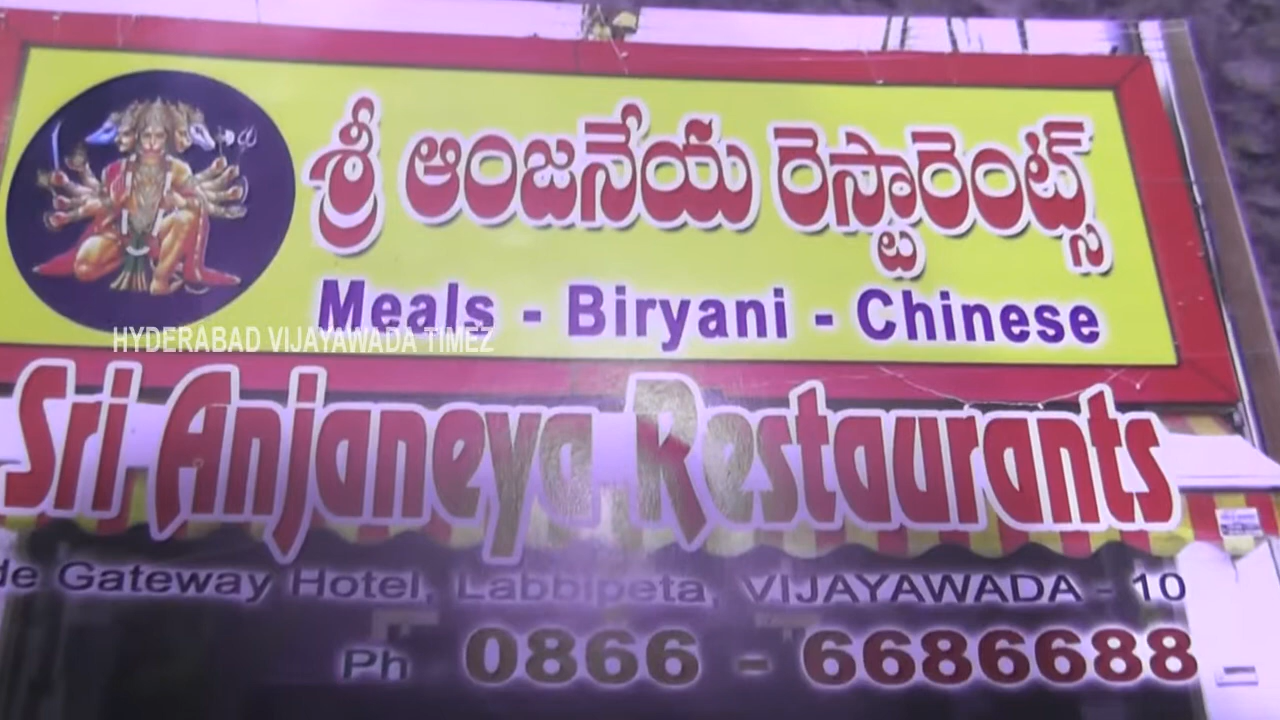 శ్రీ ఆంజనేయ రెస్టారెంట్స్
Meals - Biryani - Chinese
HYDERABAD VIJAYAWADA TIMEZ
Sri Anjaneya Restaurants
Gateway Hotel, Labbipeta, VIJAYAWADA - 10
Ph 0866 - 6686688